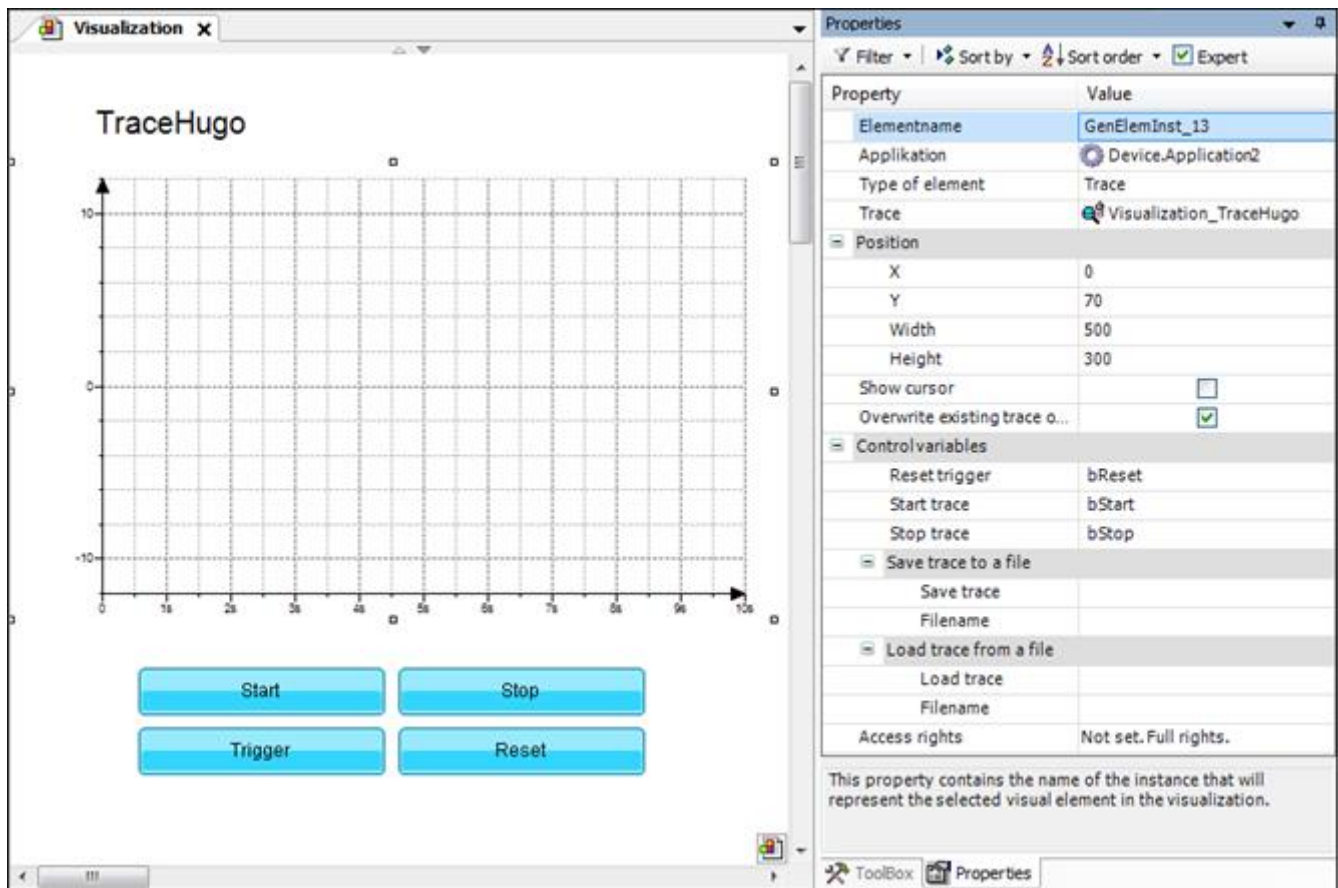 Visualization X
TraceHugo
10
0
-10
0 1s 2s 3s 4s 5s 6s 7s 8s 9s 10s
Start Stop
Trigger Reset
Properties
Filter Sort by Sort order Expert
Property Value
Elementname GenElemInst_13
Applikation Device.Application2
Type of element Trace
Trace Visualization_TraceHugo
Position
X 0
Y 70
Width 500
Height 300
Show cursor
Overwrite existing trace o...
Control variables
Reset trigger bReset
Start trace bStart
Stop trace bStop
Save trace to a file
Save trace
Filename
Load trace from a file
Load trace
Filename
Access rights Not set. Full rights.
This property contains the name of the instance that will
represent the selected visual element in the visualization.
ToolBox Properties